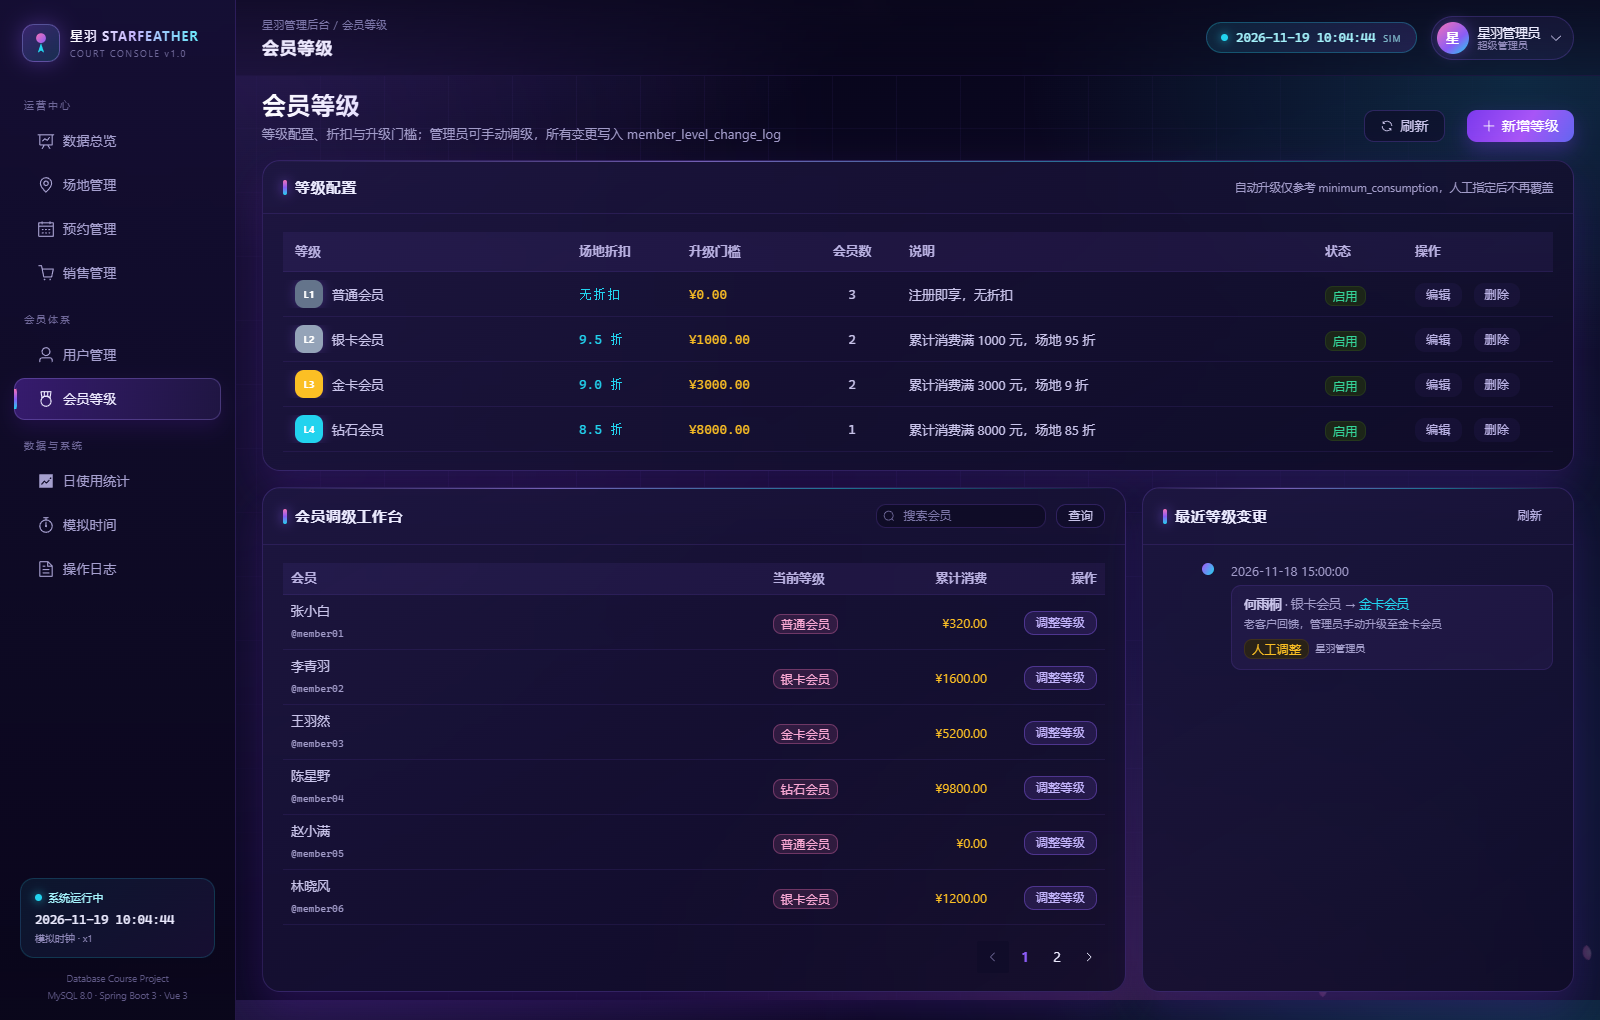 星羽 STARFEATHER
COURT CONSOLE v1.0
运营中心
数据总览
场地管理
预约管理
销售管理
会员体系
用户管理
会员等级
数据与系统
日使用统计
模拟时间
操作日志
系统运行中
2026-11-19 10:04:44
模拟时钟 · x1
Database Course Project
MySQL 8.0 · Spring Boot 3 · Vue 3
星羽管理后台 / 会员等级
会员等级
2026-11-19 10:04:44 SIM
星
星羽管理员
超级管理员
会员等级
等级配置、折扣与升级门槛；管理员可手动调级，所有变更写入 member_level_change_log
刷新
新增等级
等级配置
自动升级仅参考 minimum_consumption，人工指定后不再覆盖
等级 场地折扣 升级门槛 会员数 说明 状态 操作
L1 普通会员 无折扣 ¥0.00 3 注册即享，无折扣 启用 编辑 删除
L2 银卡会员 9.5 折 ¥1000.00 2 累计消费满 1000 元，场地 95 折 启用 编辑 删除
L3 金卡会员 9.0 折 ¥3000.00 2 累计消费满 3000 元，场地 9 折 启用 编辑 删除
L4 钻石会员 8.5 折 ¥8000.00 1 累计消费满 8000 元，场地 85 折 启用 编辑 删除
会员调级工作台
搜索会员
查询
会员 当前等级 累计消费 操作
张小白
@member01
普通会员 ¥320.00 调整等级
李青羽
@member02
银卡会员 ¥1600.00 调整等级
王羽然
@member03
金卡会员 ¥5200.00 调整等级
陈星野
@member04
钻石会员 ¥9800.00 调整等级
赵小满
@member05
普通会员 ¥0.00 调整等级
林晓风
@member06
银卡会员 ¥1200.00 调整等级
1 2
最近等级变更
刷新
2026-11-18 15:00:00
何雨桐 · 银卡会员 → 金卡会员
老客户回馈，管理员手动升级至金卡会员
人工调整 星羽管理员